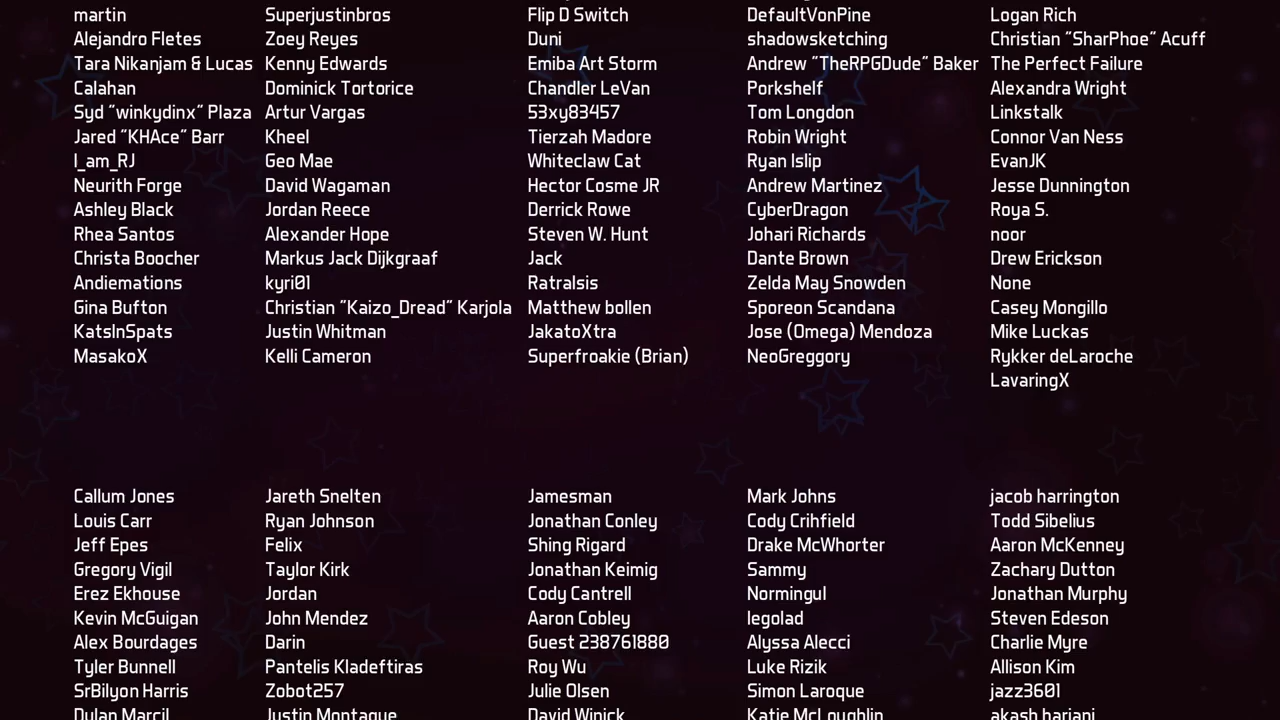 martin
Alejandro Fletes
Tara Nikanjam & Lucas
Calahan
Syd "winkydinx" Plaza
Jared "KHAce" Barr
I_am_RJ
Neurith Forge
Ashley Black
Rhea Santos
Christa Boocher
Andiemations
Gina Bufton
KatsInSpats
MasakoX
Superjustinbros
Zoey Reyes
Kenny Edwards
Dominick Tortorice
Artur Vargas
Kheel
Geo Mae
David Wagaman
Jordan Reece
Alexander Hope
Markus Jack Dijkgraaf
kyri01
Christian "Kaizo_Dread" Karjola
Justin Whitman
Kelli Cameron
Flip D Switch
Duni
Emiba Art Storm
Chandler LeVan
53xy83457
Tierzah Madore
Whiteclaw Cat
Hector Cosme JR
Derrick Rowe
Steven W. Hunt
Jack
Ratralsis
Matthew bollen
JakatoXtra
Superfroakie (Brian)
DefaultVonPine
shadowsketching
Andrew "TheRPGDude" Baker
Porkshelf
Tom Longdon
Robin Wright
Ryan Islip
Andrew Martinez
CyberDragon
Johari Richards
Dante Brown
Zelda May Snowden
Sporeon Scandana
Jose (Omega) Mendoza
NeoGreggory
Logan Rich
Christian "SharPhoe" Acuff
The Perfect Failure
Alexandra Wright
Linkstalk
Connor Van Ness
EvanJK
Jesse Dunnington
Roya S.
noor
Drew Erickson
None
Casey Mongillo
Mike Luckas
Rykker deLaroche
LavaringX
Callum Jones
Louis Carr
Jeff Epes
Gregory Vigil
Erez Ekhouse
Kevin McGuigan
Alex Bourdages
Tyler Bunnell
SrBilyon Harris
Dylan Marcil
Jareth Snelten
Ryan Johnson
Felix
Taylor Kirk
Jordan
John Mendez
Darin
Pantelis Kladeftiras
Zobot257
Justin Montague
Jamesman
Jonathan Conley
Shing Rigard
Jonathan Keimig
Cody Cantrell
Aaron Cobley
Guest 238761880
Roy Wu
Julie Olsen
David Winick
Mark Johns
Cody Crihfield
Drake McWhorter
Sammy
Normingul
legolad
Alyssa Alecci
Luke Rizik
Simon Laroque
Katie McLoughlin
jacob harrington
Todd Sibelius
Aaron McKenney
Zachary Dutton
Jonathan Murphy
Steven Edeson
Charlie Myre
Allison Kim
jazz3601
akash hariani